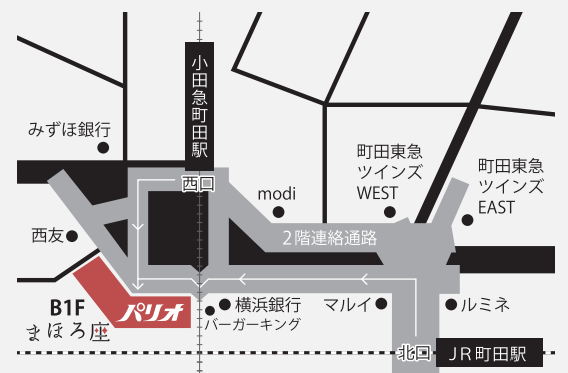 小田急町田駅
みずほ銀行
西口
町田東急
ツインズ
WEST
町田東急
ツインズ
EAST
modi
西友
2階連絡通路
B1F
まほろ座
パリオ
横浜銀行
バーガーキング
マルイ
ルミネ
北口
JR町田駅